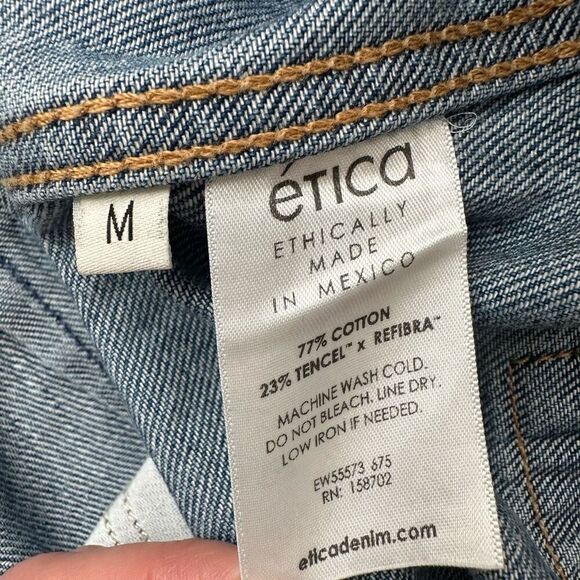 M
éTICA
ETHICALLY
MADE
IN MEXICO
77% COTTON
23% TENCEL™ x REFIBRA™
MACHINE WASH COLD.
DO NOT BLEACH. LINE DRY.
LOW IRON IF NEEDED.
EW55573 675
RN: 158702
eticadenim.com